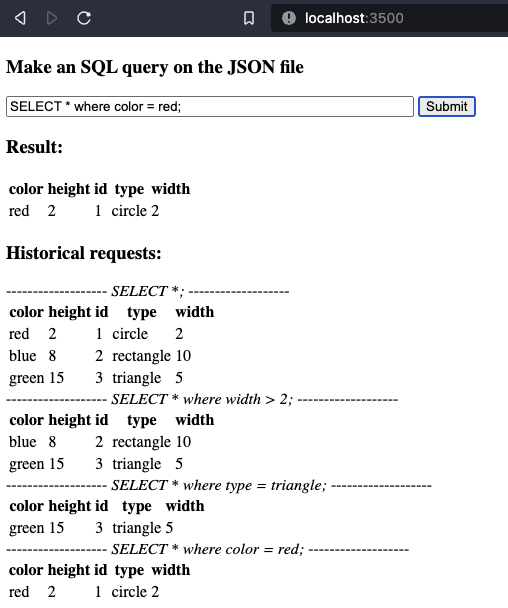 localhost:3500
Make an SQL query on the JSON file
SELECT * where color = red; Submit
Result:
color height id type width
red 2 1 circle 2
Historical requests:
------------------- SELECT *; -------------------
color height id type width
red 2 1 circle 2
blue 8 2 rectangle 10
green 15 3 triangle 5
------------------- SELECT * where width > 2; -------------------
color height id type width
blue 8 2 rectangle 10
green 15 3 triangle 5
------------------- SELECT * where type = triangle; -------------------
color height id type width
green 15 3 triangle 5
------------------- SELECT * where color = red; -------------------
color height id type width
red 2 1 circle 2